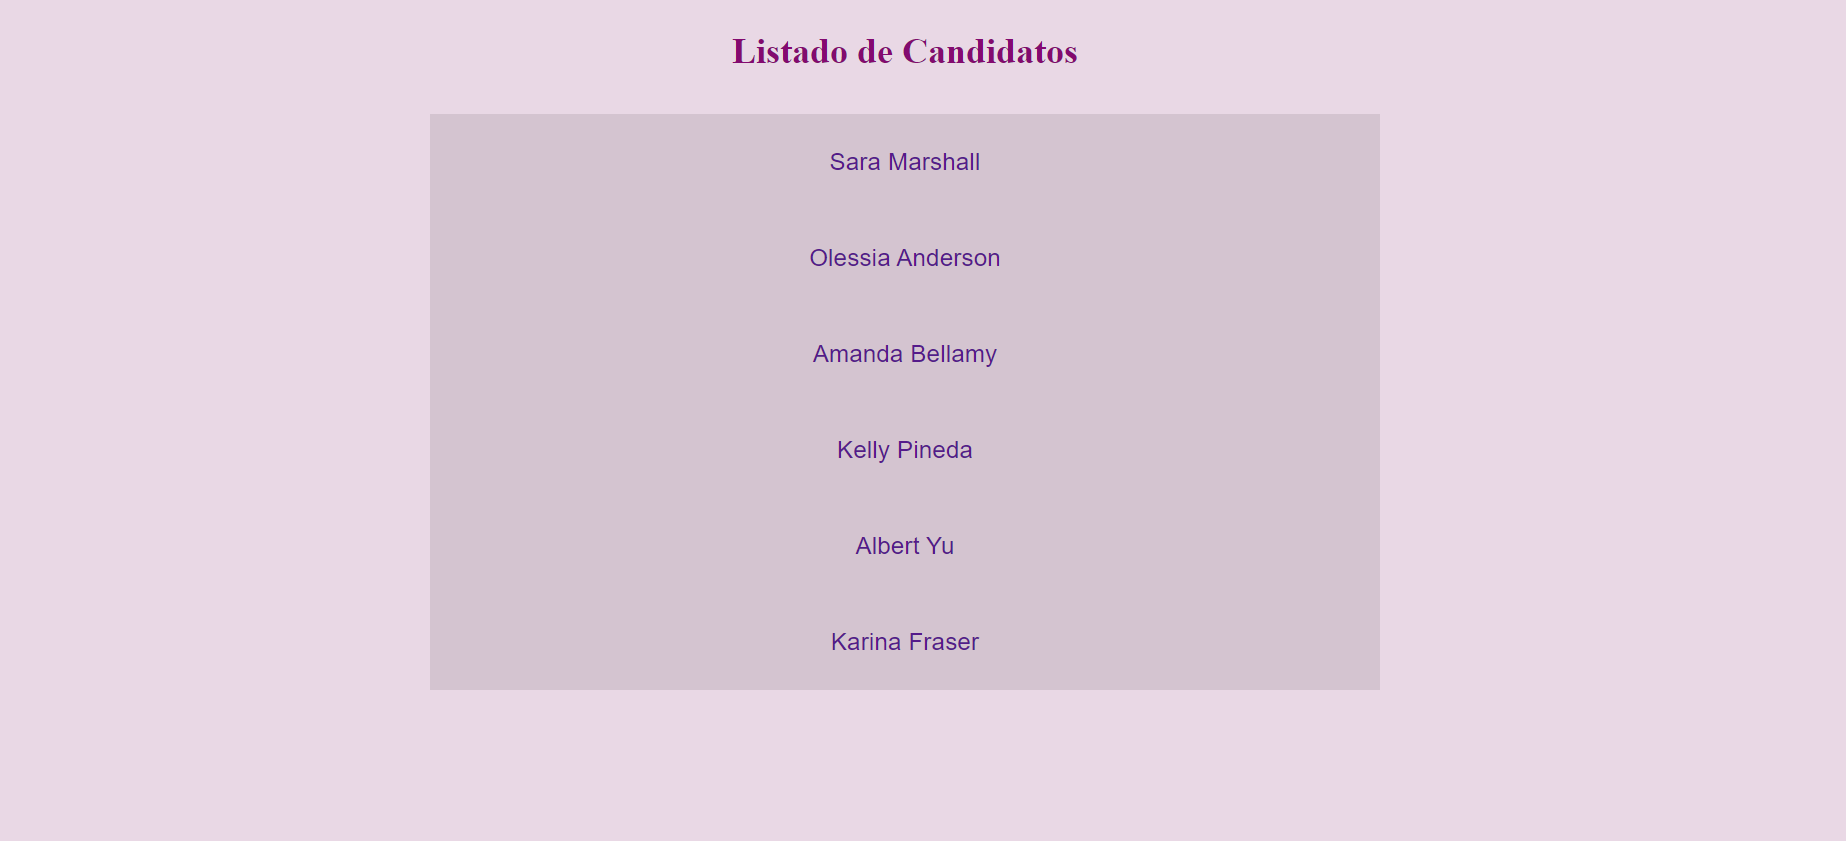 Listado de Candidatos
Sara Marshall
Olessia Anderson
Amanda Bellamy
Kelly Pineda
Albert Yu
Karina Fraser